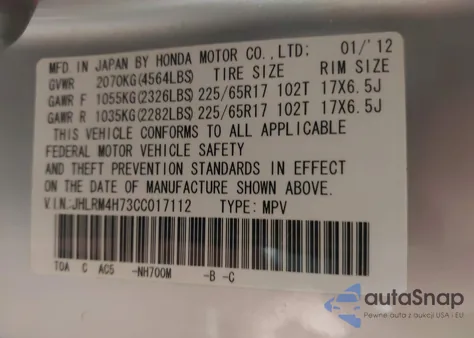 MFD IN JAPAN BY HONDA MOTOR CO.,LTD: 01/'12
GVWR 2070KG(4564LBS) TIRE SIZE RIM SIZE
GAWR F 1055KG(2326LBS) 225/65R17 102T 17X6.5J
GAWR R 1035KG(2282LBS) 225/65R17 102T 17X6.5J
THIS VEHICLE CONFORMS TO ALL APPLICABLE
FEDERAL MOTOR VEHICLE SAFETY
AND THEFT PREVENTION STANDARDS IN EFFECT
ON THE DATE OF MANUFACTURE SHOWN ABOVE.
V.I.N.:JHLRM4H73CC017112 TYPE: MPV
TOA C AC5 -NH700M -B -C
autoSnap
Pewne auta z aukcji USA i EU